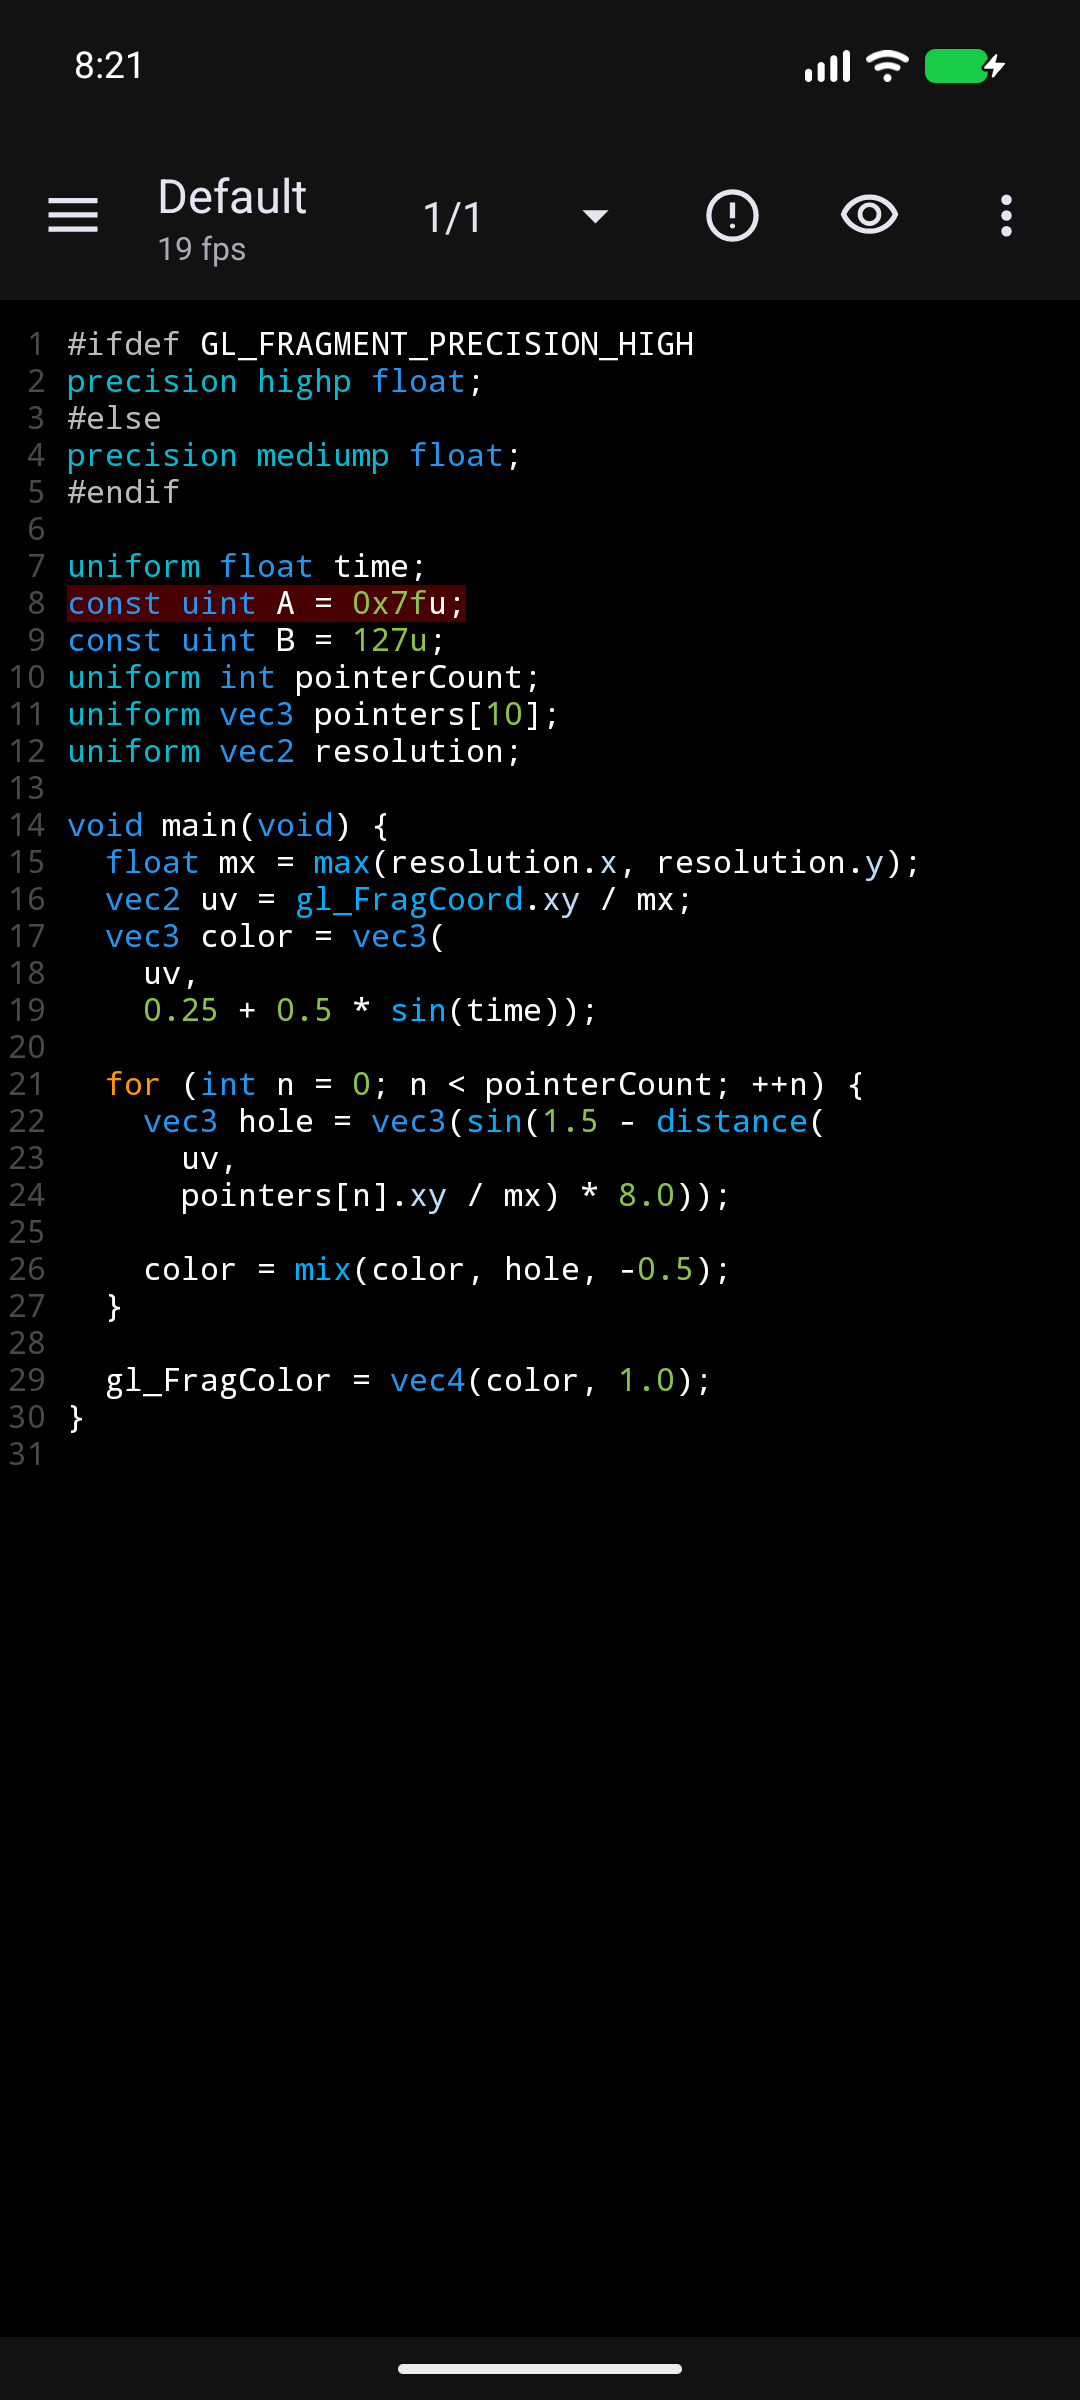 8:21
Default
19 fps
1/1
1 #ifdef GL_FRAGMENT_PRECISION_HIGH
2 precision highp float;
3 #else
4 precision mediump float;
5 #endif
6
7 uniform float time;
8 const uint A = 0x7fu;
9 const uint B = 127u;
10 uniform int pointerCount;
11 uniform vec3 pointers[10];
12 uniform vec2 resolution;
13
14 void main(void) {
15   float mx = max(resolution.x, resolution.y);
16   vec2 uv = gl_FragCoord.xy / mx;
17   vec3 color = vec3(
18     uv,
19     0.25 + 0.5 * sin(time));
20
21   for (int n = 0; n < pointerCount; ++n) {
22     vec3 hole = vec3(sin(1.5 - distance(
23       uv,
24       pointers[n].xy / mx) * 8.0));
25
26     color = mix(color, hole, -0.5);
27   }
28
29   gl_FragColor = vec4(color, 1.0);
30 }
31